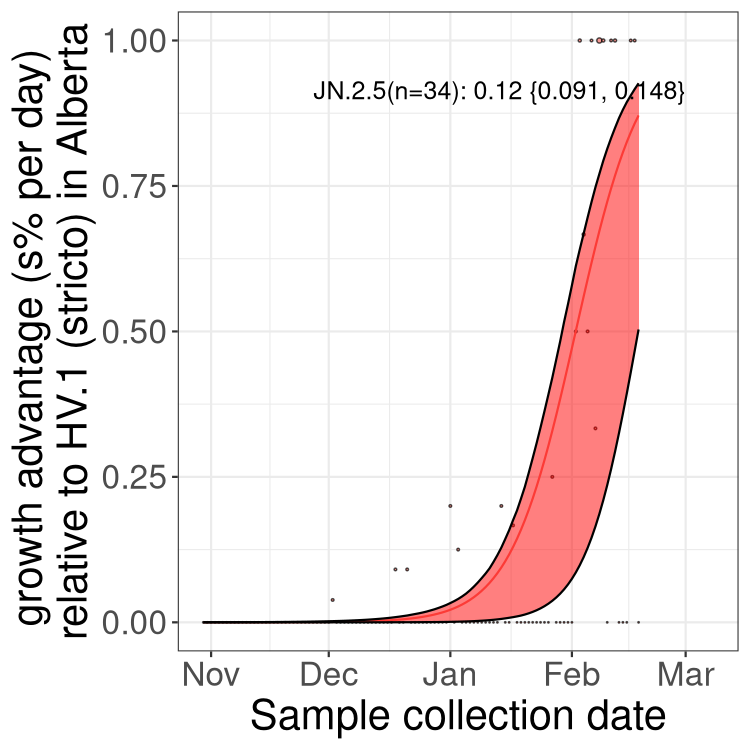 growth advantage (s% per day)
relative to HV.1 (stricto) in Alberta
1.00
0.75
0.50
0.25
0.00
JN.2.5(n=34): 0.12 {0.091, 0.148}
Nov Dec Jan Feb Mar
Sample collection date